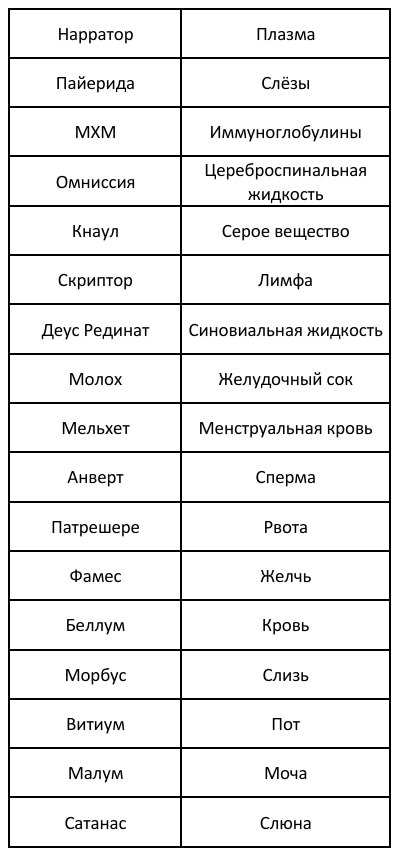 Нарратор Плазма
Пайерида Слёзы
МХМ Иммуноглобулины
Омниссия Цереброспинальная
жидкость
Кнаул Серое вещество
Скриптор Лимфа
Деус Рединат Синовиальная жидкость
Молох Желудочный сок
Мельхет Менструальная кровь
Анверт Сперма
Патрешере Рвота
Фамес Желчь
Беллум Кровь
Морбус Слизь
Витиум Пот
Малум Моча
Сатанас Слюна